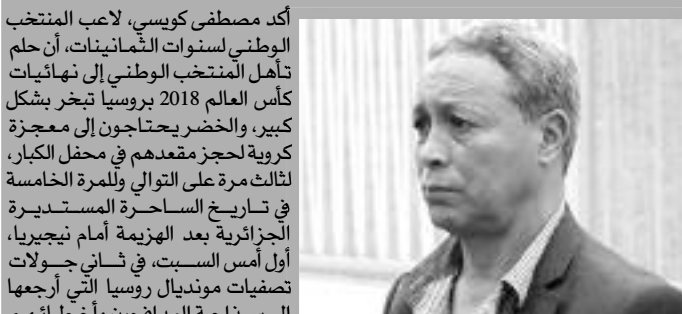 أكد مصطفى كويسي، لاعب المنتخب
الوطني لسنوات الثمانينات، أن حلم
تأهل المنتخب الوطني إلى نهائيات
كأس العالم 2018 بروسيا تبخر بشكل
كبير، والخضر يحتاجون إلى معجزة
كروية لحجز مقعدهم في محفل الكبار،
لثالث مرة على التوالي وللمرة الخامسة
في تاريخ الساحرة المستديرة
الجزائرية بعد الهزيمة أمام نيجيريا،
أول أمس السبت، في ثاني جولات
تصفيات مونديال روسيا التي أرجعها